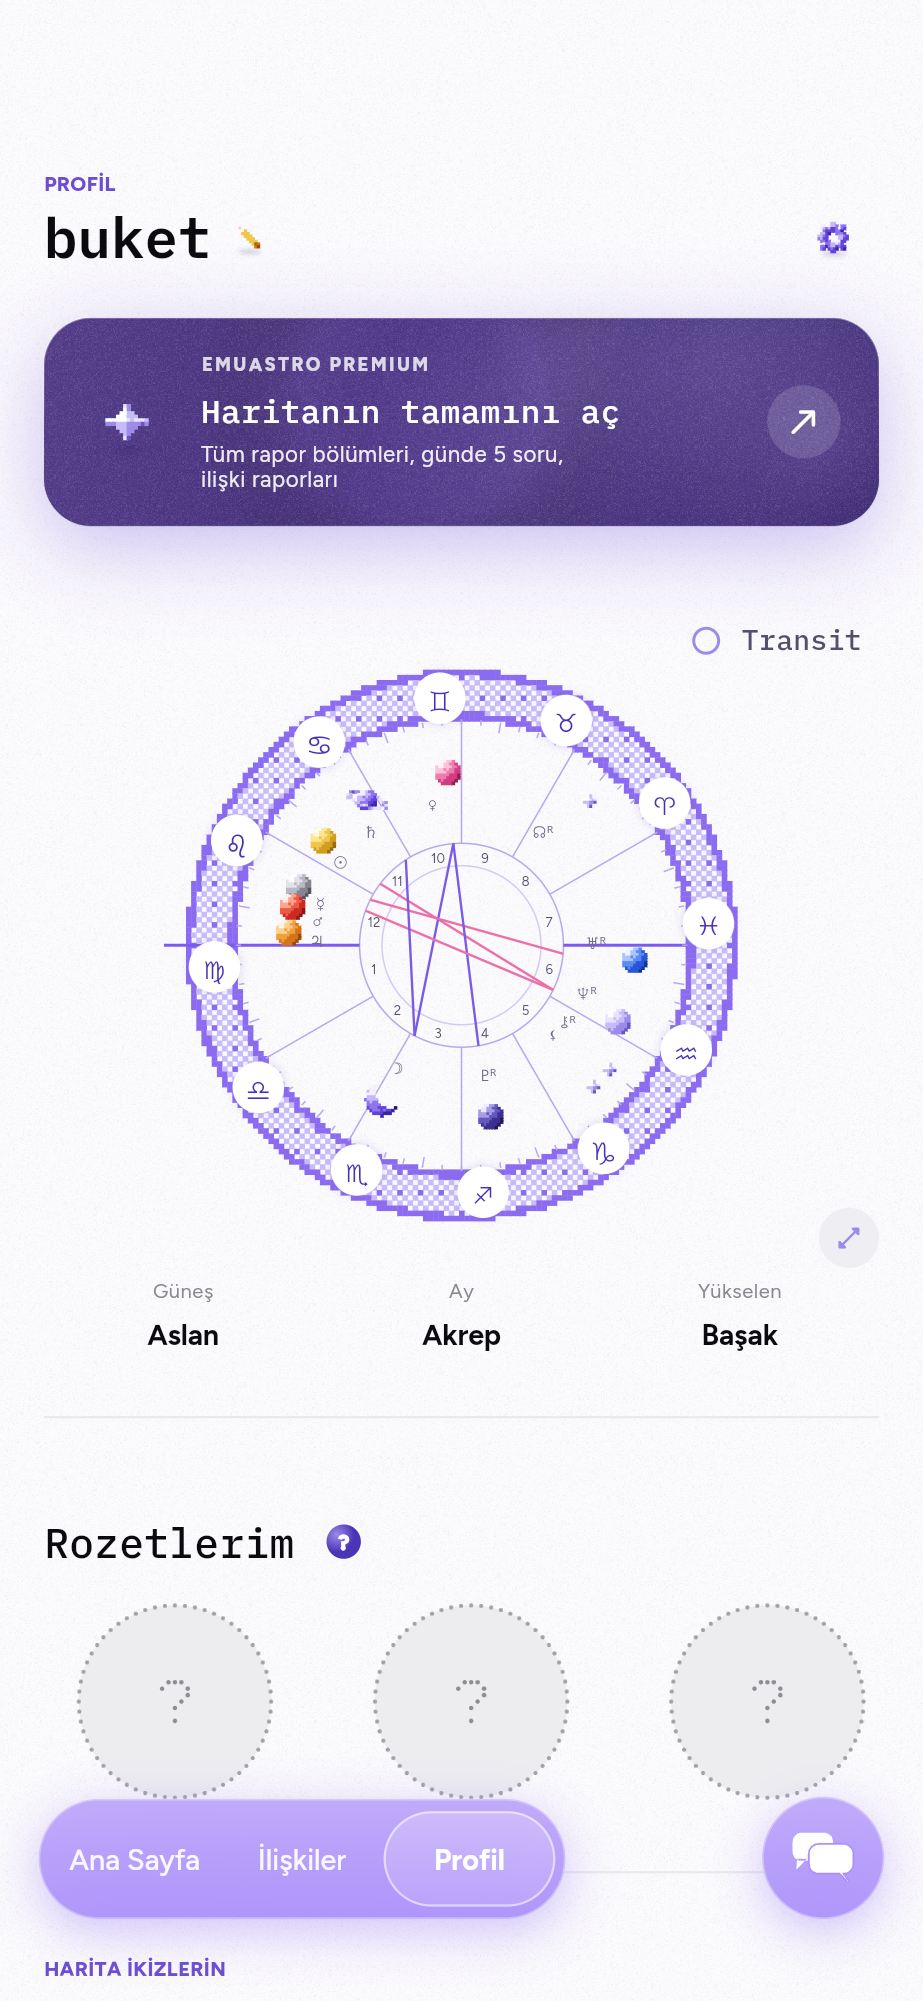 PROFİL
buket
EMUASTRO PREMIUM
Haritanın tamamını aç
Tüm rapor bölümleri, günde 5 soru,
ilişki raporları
Transit
♊
♉
♋
♈
♀
♄
☊R
☉
♌
10
9
11
8
☿
♂
12
7
♓
♃
♅R
♍
1
6
♆R
2
5
⚷R
⚸
3
4
♒
☽
♇R
♎
♏
♑
♐
Güneş
Ay
Yükselen
Aslan
Akrep
Başak
Rozetlerim ?
? ? ?
Ana Sayfa
İlişkiler
Profil
HARİTA İKİZLERİN